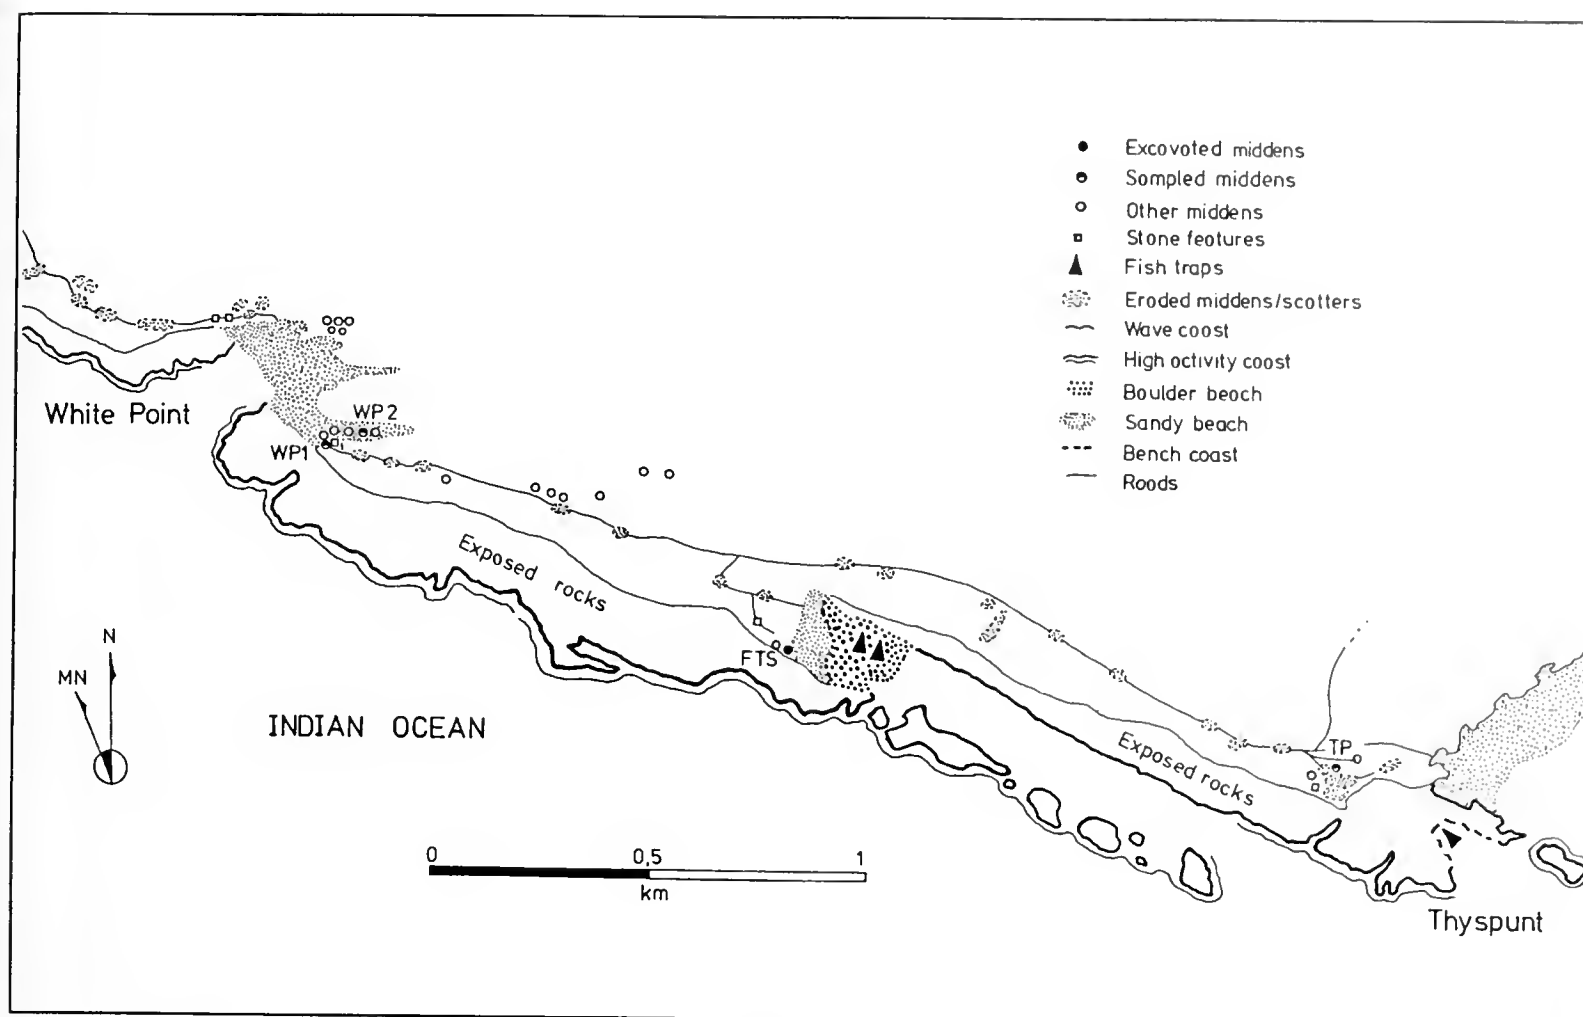 Excovoted middens
Sompled middens
Other middens
Stone feotures
Fish traps
Eroded middens/scotters
Wave coost
High octivity coost
Boulder beoch
Sandy beach
Bench coast
Roods
White Point
WP2
WP1
Exposed rocks
FTS
N
MN
INDIAN OCEAN
TP
Exposed rocks
0 0,5 1
km
Thyspunt